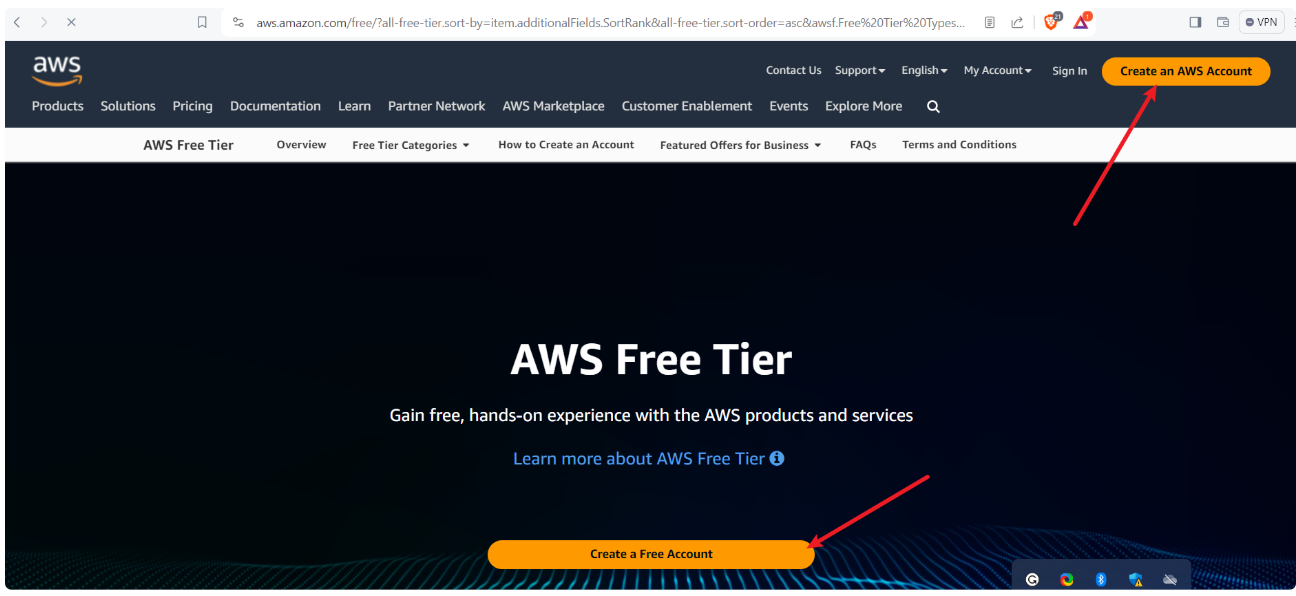 aws.amazon.com/free/?all-free-tier.sort-by=item.additionalFields.SortRank&all-free-tier.sort-order=asc&awsf.Free%20Tier%20Types...
21
1
VPN
aws
Contact Us Support English My Account Sign In Create an AWS Account
Products Solutions Pricing Documentation Learn Partner Network AWS Marketplace Customer Enablement Events Explore More
AWS Free Tier Overview Free Tier Categories How to Create an Account Featured Offers for Business FAQs Terms and Conditions
AWS Free Tier
Gain free, hands-on experience with the AWS products and services
Learn more about AWS Free Tier
Create a Free Account